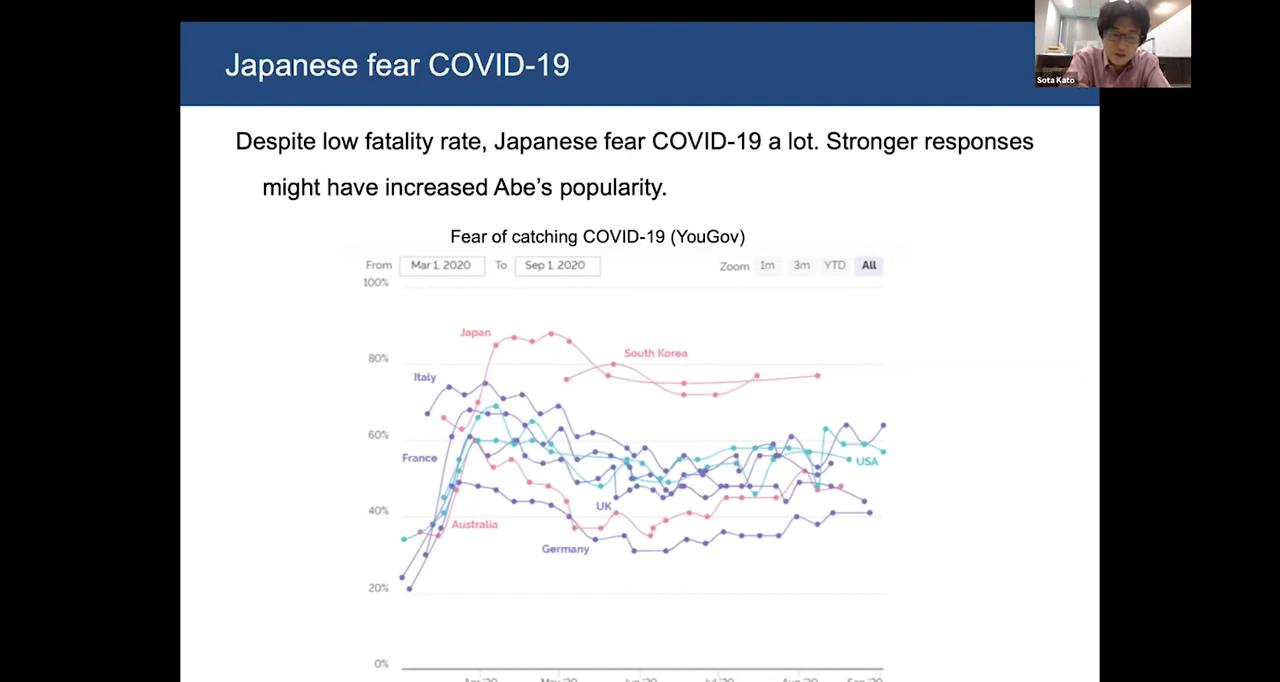 Japanese fear COVID-19
Sota Kato
Despite low fatality rate, Japanese fear COVID-19 a lot. Stronger responses
might have increased Abe's popularity.
Fear of catching COVID-19 (YouGov)
From Mar 1, 2020 To Sep 1, 2020 Zoom 1m 3m YTD All
100%
Japan
South Korea
80%
Italy
60%
France
USA
40%
UK
Australia
Germany
20%
0%